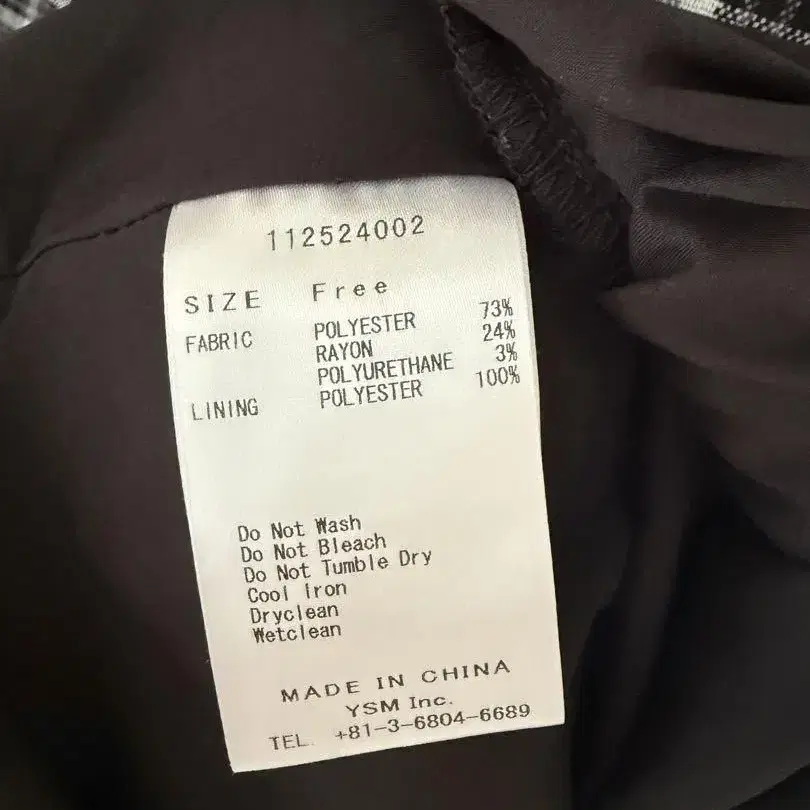 112524002
SIZE Free
FABRIC POLYESTER 73%
RAYON 24%
POLYURETHANE 3%
LINING POLYESTER 100%
Do Not Wash
Do Not Bleach
Do Not Tumble Dry
Cool Iron
Dryclean
Wetclean
MADE IN CHINA
YSM Inc.
TEL. +81-3-6804-6689